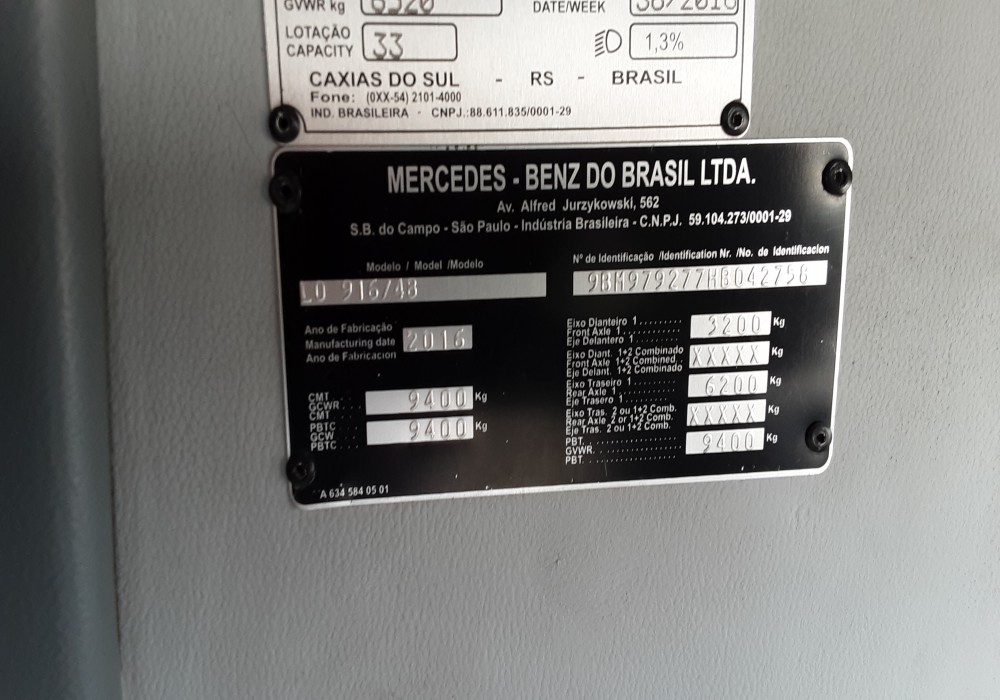 GVWR kg 6520 DATE/WEEK 38/2016
LOTAÇÃO
CAPACITY 33 1,3%
CAXIAS DO SUL - RS - BRASIL
Fone: (0XX-54) 2101-4000
IND. BRASILEIRA · CNPJ.:88.611.835/0001-29
MERCEDES - BENZ DO BRASIL LTDA.
Av. Alfred Jurzykowski, 562
S.B. do Campo - São Paulo - Indústria Brasileira - C.N.P.J. 59.104.273/0001-29
Modelo / Model /Modelo
LO 916/48
Nº de Identificação /Identification Nr. /No. de Identificacion
9BM979277HB042758
Ano de Fabricação
Manufacturing date 2016
Ano de Fabricacion
CMT
GCWR 9400 Kg
CMT
PBTC
GCW 9400 Kg
PBTC
Eixo Dianteiro 1
Front Axle 1 3200 Kg
Eje Delantero 1
Eixo Diant. 1+2 Combinado
Front Axle 1+2 Combined XXXXX Kg
Eje Delant. 1+2 Combinado
Eixo Traseiro 1
Rear Axle 1 6200 Kg
Eje Trasero 1
Eixo Tras. 2 ou 1+2 Comb.
Rear Axle 2 or 1+2 Comb. XXXXX Kg
Eje Tras. 2 ou 1+2 Comb.
PBT
GVWR 9400 Kg
PBT
A 634 584 05 01